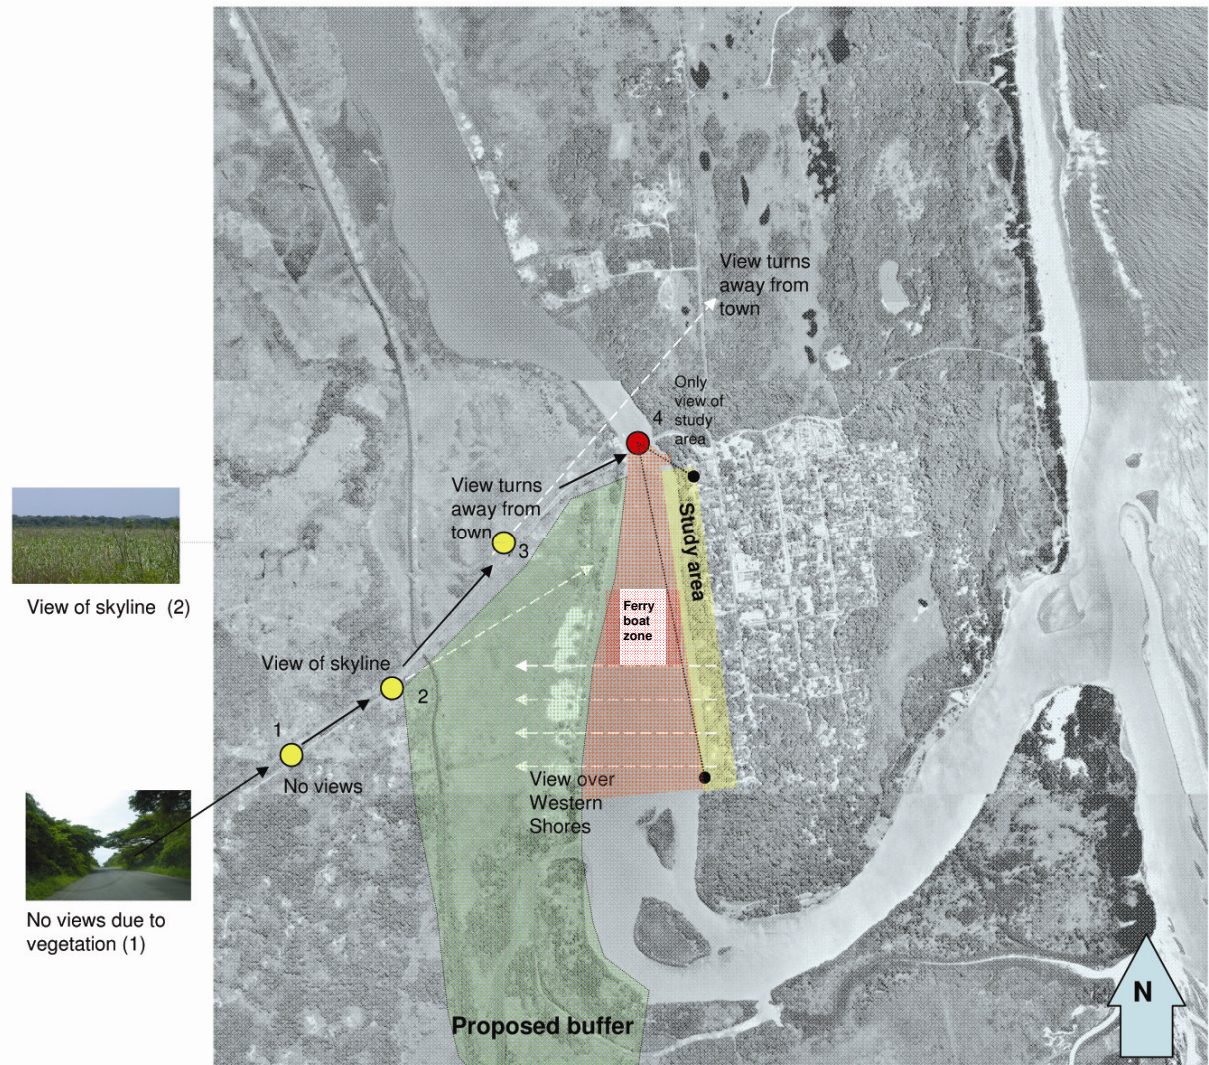 View turns
away from
town
Only
view of
study
area
4
View turns
away from
town
3
Study area
View of skyline (2)
Ferry
boat
zone
View of skyline
2
1
No views
View over
Western
Shores
No views due to
vegetation (1)
N
Proposed buffer